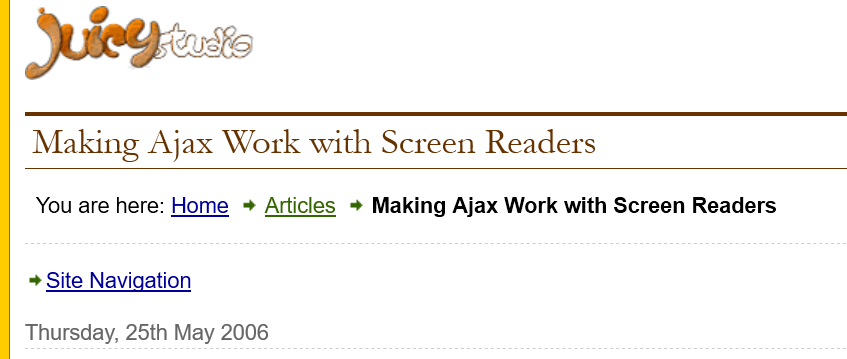 Juicy studio
Making Ajax Work with Screen Readers
You are here: Home Articles Making Ajax Work with Screen Readers
Site Navigation
Thursday, 25th May 2006